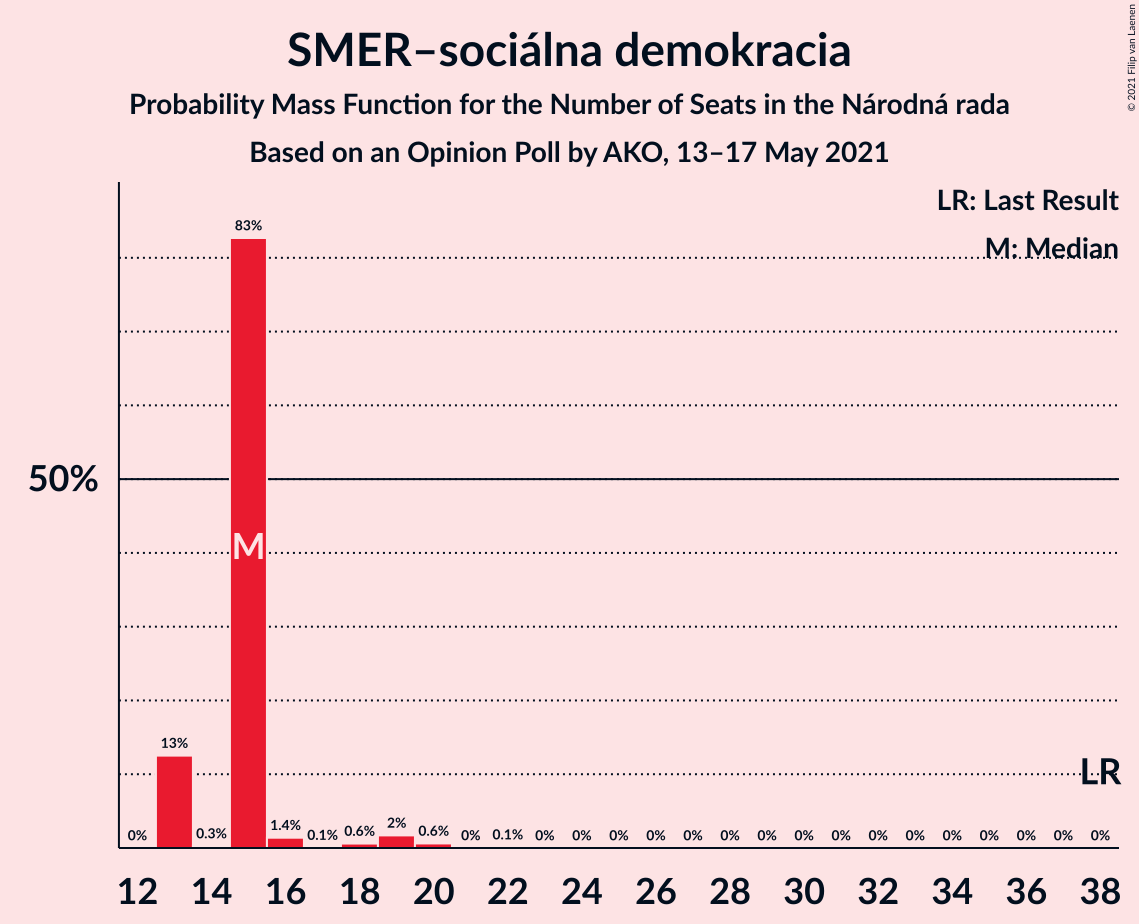 SMER–sociálna demokracia
Probability Mass Function for the Number of Seats in the Národná rada
Based on an Opinion Poll by AKO, 13–17 May 2021
© 2021 Filip van Laenen
LR: Last Result
M: Median
50%
0% 13% 0.3% 83% 1.4% 0.1% 0.6% 2% 0.6% 0% 0.1% 0% 0% 0% 0% 0% 0% 0% 0% 0% 0% 0% 0% 0% 0% 0% 0%
M
LR
12 14 16 18 20 22 24 26 28 30 32 34 36 38